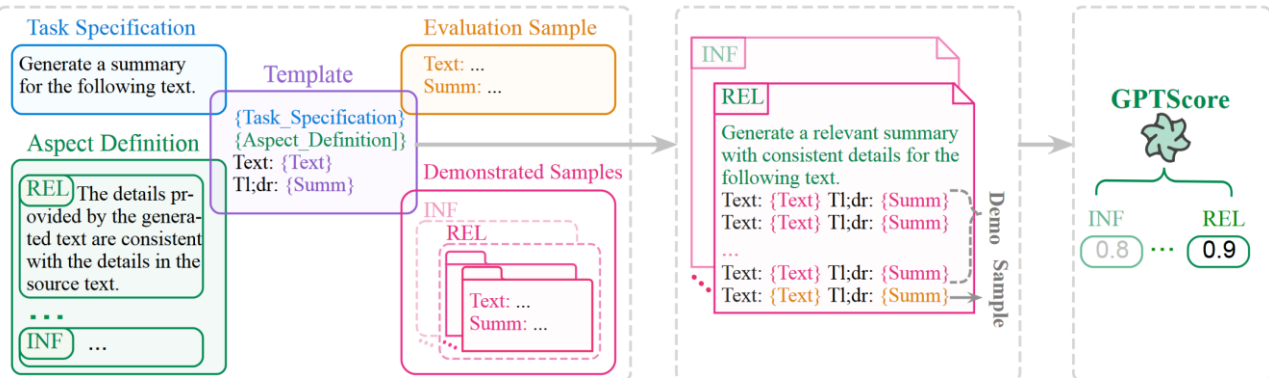 Task Specification
Generate a summary
for the following text.
Aspect Definition
REL The details pr-
ovided by the genera-
ted text are consistent
with the details in the
source text.
...
INF ...
Template
{Task_Specification}
{Aspect_Definition]}
Text: {Text}
Tl;dr: {Summ}
Evaluation Sample
Text: ...
Summ: ...
Demonstrated Samples
INF
REL
Text: ...
Summ: ...
INF
REL
Generate a relevant summary
with consistent details for the
following text.
Text: {Text} Tl;dr: {Summ}
Text: {Text} Tl;dr: {Summ}
...
Text: {Text} Tl;dr: {Summ}
Text: {Text} Tl;dr: {Summ}
Demo Sample
GPTScore
INF REL
0.8 ... 0.9